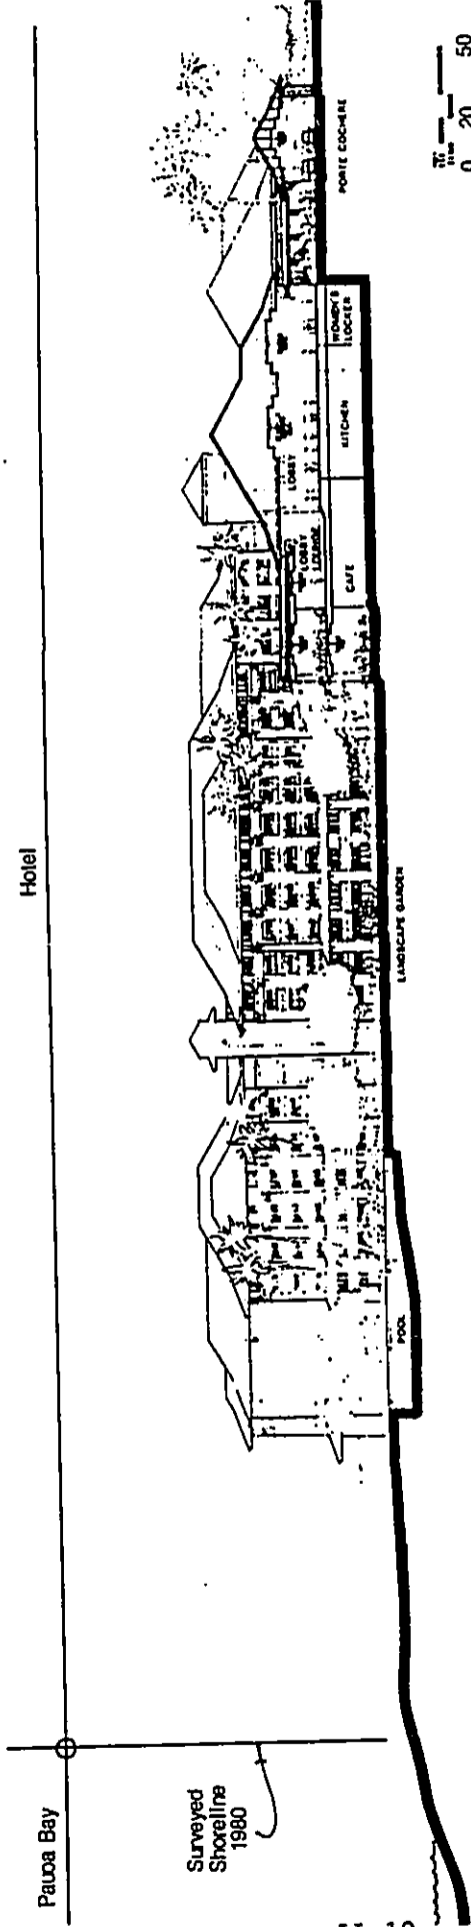 Pauoa Bay
Hotel
Surveyed
Shoreline
1980
POOL
LANDSCAPE GARDEN
CAFE
LOBBY
LOUNGE
LOBBY
KITCHEN
WOMEN'S
LOCKER
PORTE COCHERE
0 20 50